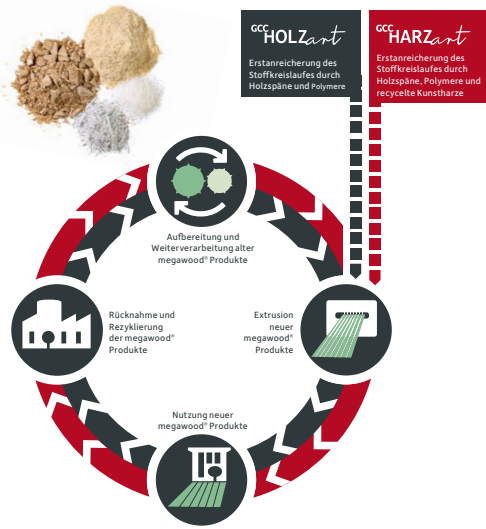 GCC HOLZart
Erstanreicherung des
Stoffkreislaufes durch
Holzspäne und Polymere
GCC HARZart
Erstanreicherung des
Stoffkreislaufes durch
Holzspäne, Polymere und
recycelte Kunstharze
Aufbereitung und
Weiterverarbeitung alter
megawood® Produkte
Rücknahme und
Rezyklierung
der megawood®
Produkte
Extrusion
neuer
megawood®
Produkte
Nutzung neuer
megawood® Produkte